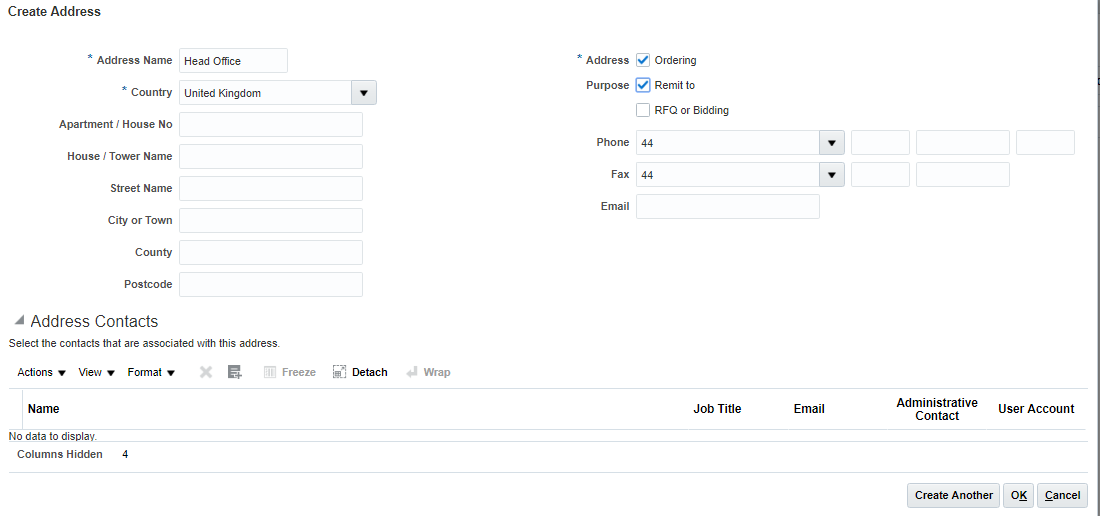 Create Address
* Address Name Head Office
* Country United Kingdom
Apartment / House No
House / Tower Name
Street Name
City or Town
County
Postcode
* Address Purpose
Ordering
Remit to
RFQ or Bidding
Phone 44
Fax 44
Email
Address Contacts
Select the contacts that are associated with this address.
Actions View Format Freeze Detach Wrap
Name Job Title Email Administrative Contact User Account
No data to display.
Columns Hidden 4
Create Another OK Cancel